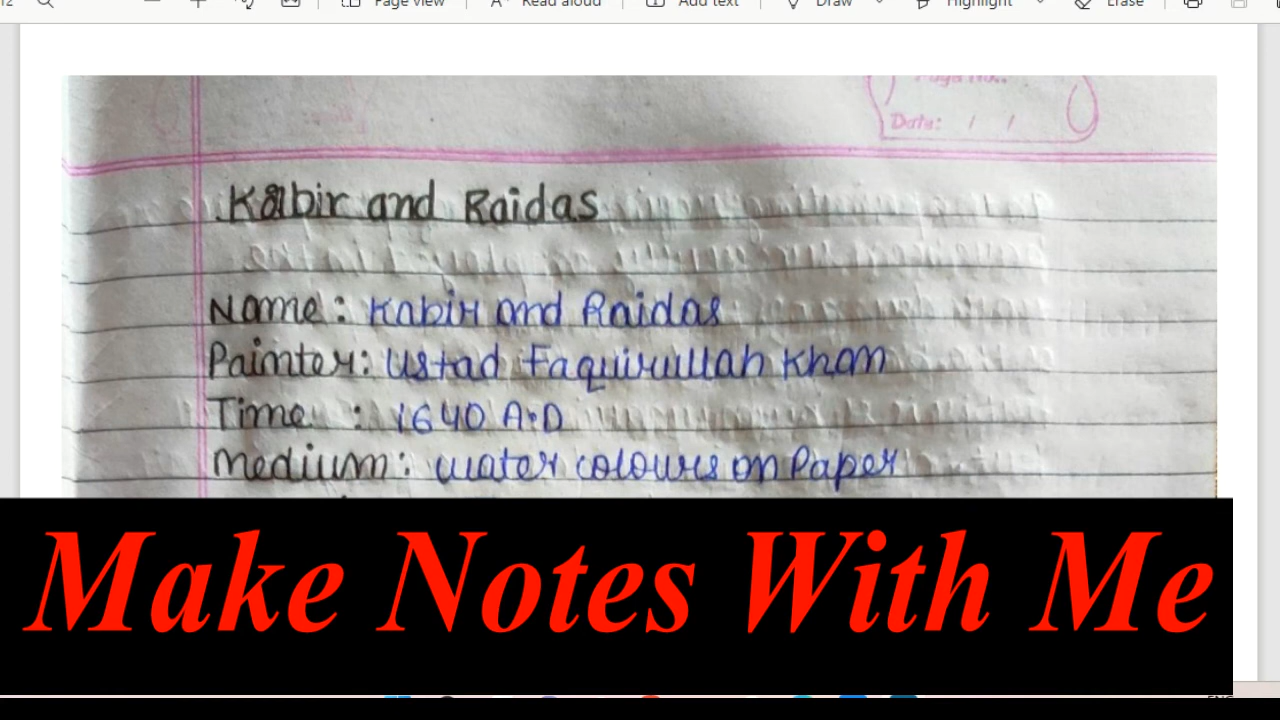 Page view Read aloud Add text Draw Highlight Erase
Date: / /
Kabir and Raidas
Name: Kabir and Raidas
Painter: Ustad Faquirullah Khan
Time : 1640 A.D
Medium: water colours on Paper
Make Notes With Me